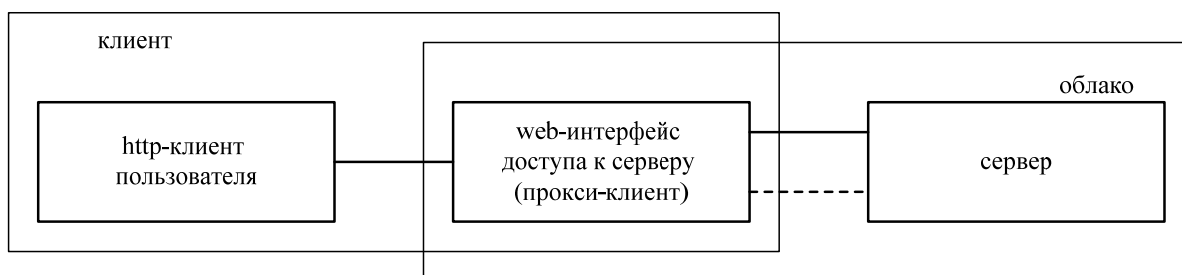 клиент
облако
http-клиент
пользователя
web-интерфейс
доступа к серверу
(прокси-клиент)
сервер